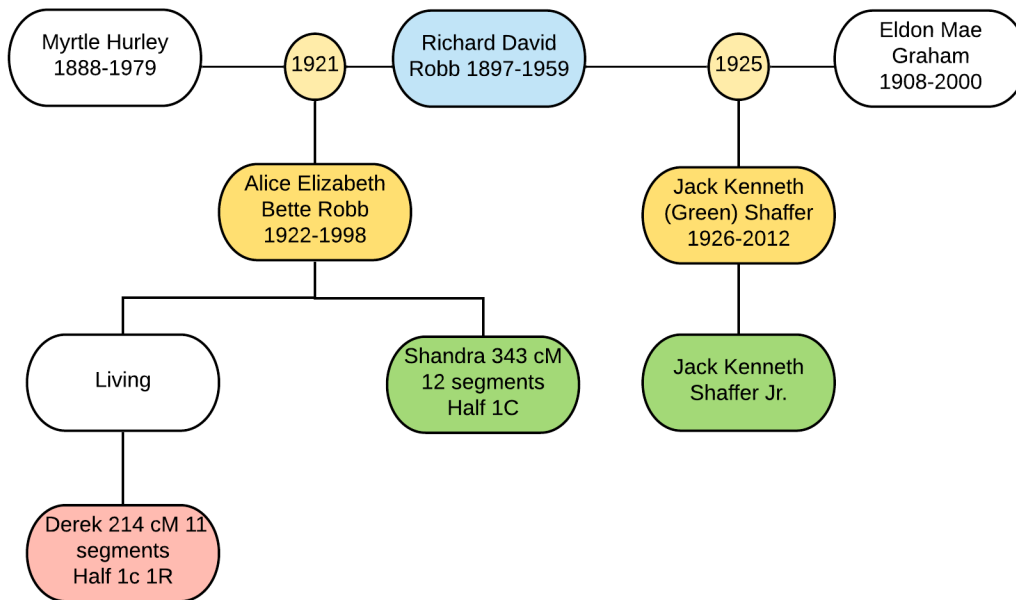 Myrtle Hurley
1888-1979
1921
Richard David
Robb 1897-1959
1925
Eldon Mae
Graham
1908-2000
Alice Elizabeth
Bette Robb
1922-1998
Jack Kenneth
(Green) Shaffer
1926-2012
Living
Shandra 343 cM
12 segments
Half 1C
Jack Kenneth
Shaffer Jr.
Derek 214 cM 11
segments
Half 1c 1R